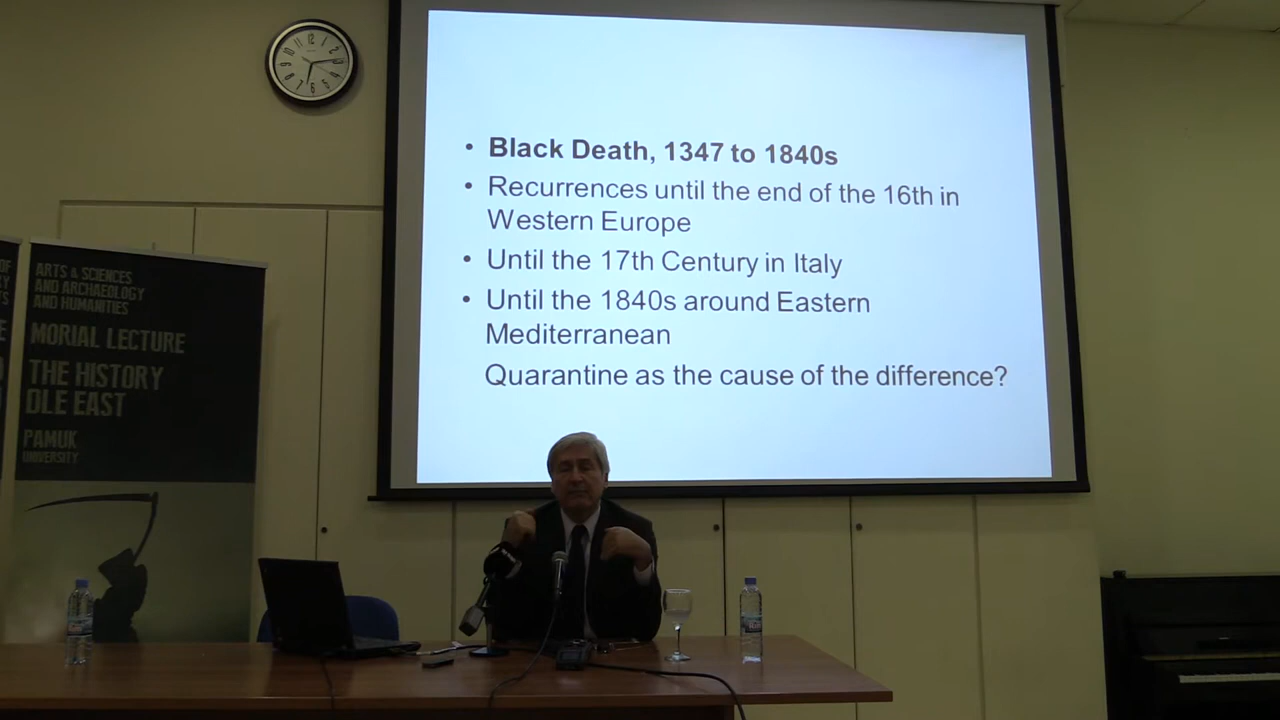 • Black Death, 1347 to 1840s
• Recurrences until the end of the 16th in
Western Europe
• Until the 17th Century in Italy
• Until the 1840s around Eastern
Mediterranean
Quarantine as the cause of the difference?
ARTS & SCIENCES
AND ARCHAEOLOGY
AND HUMANITIES
MORIAL LECTURE
THE HISTORY
DLE EAST
PAMUK
UNIVERSITY